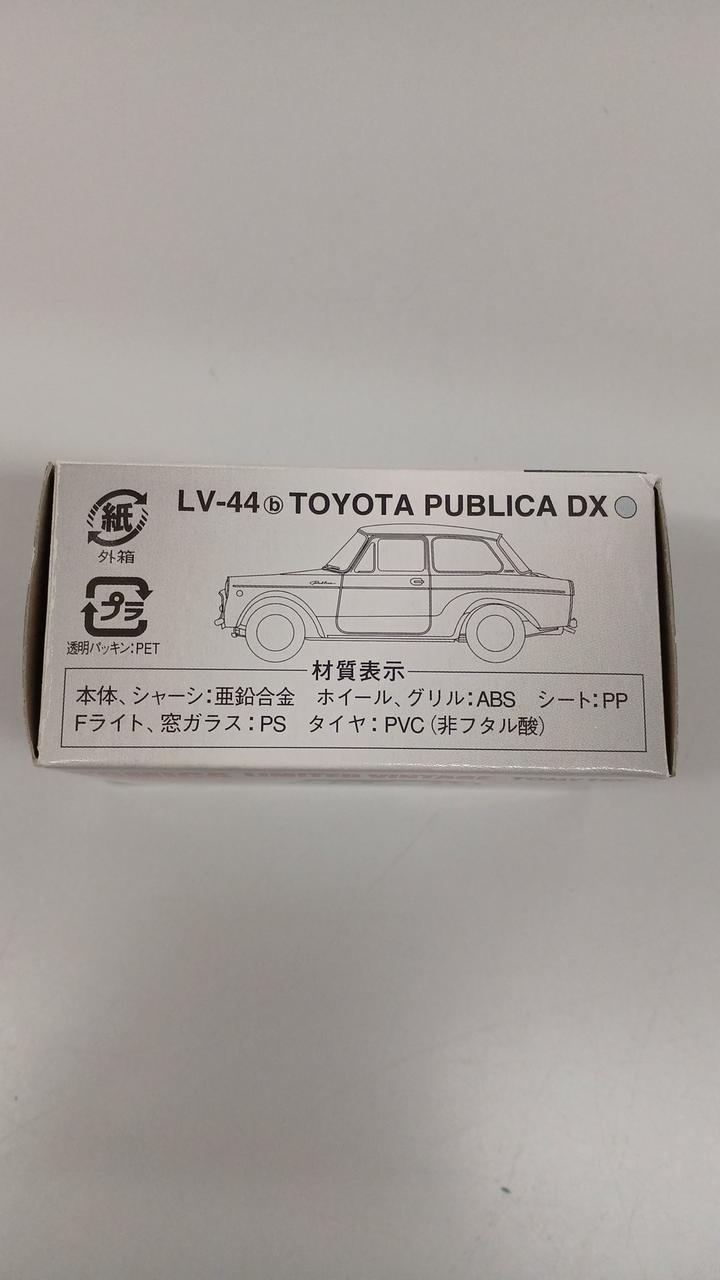 LV-44ⓑ TOYOTA PUBLICA DX
紙
外箱
プラ
透明パッキン：PET
材質表示
本体、シャーシ：亜鉛合金　ホイール、グリル：ABS　シート：PP
Fライト、窓ガラス：PS　タイヤ：PVC（非フタル酸）
LIMITED VINTAGE